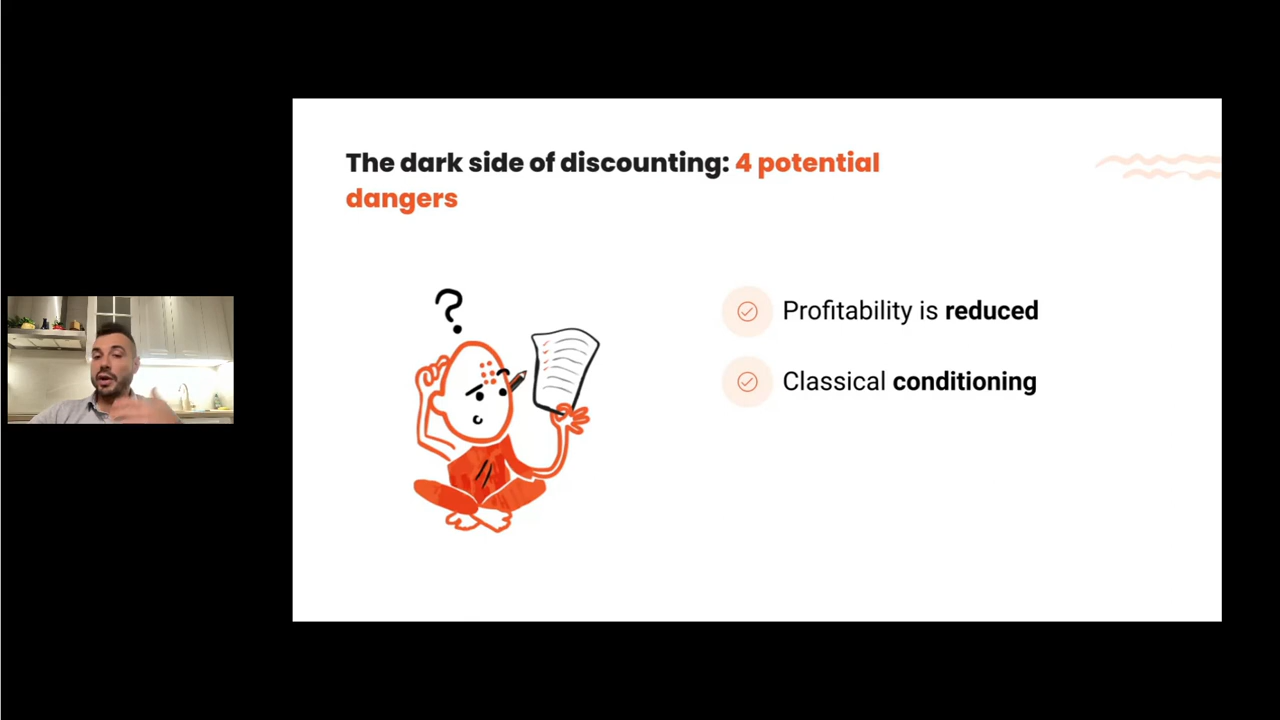 The dark side of discounting: 4 potential
dangers
?
Profitability is reduced
Classical conditioning